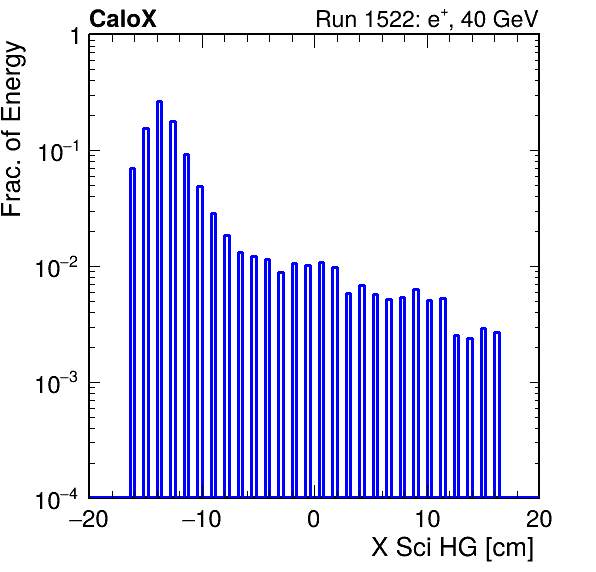 CaloX Run 1522: e⁺, 40 GeV
Frac. of Energy
1
10⁻¹
10⁻²
10⁻³
10⁻⁴
−20 −10 0 10 20
X Sci HG [cm]